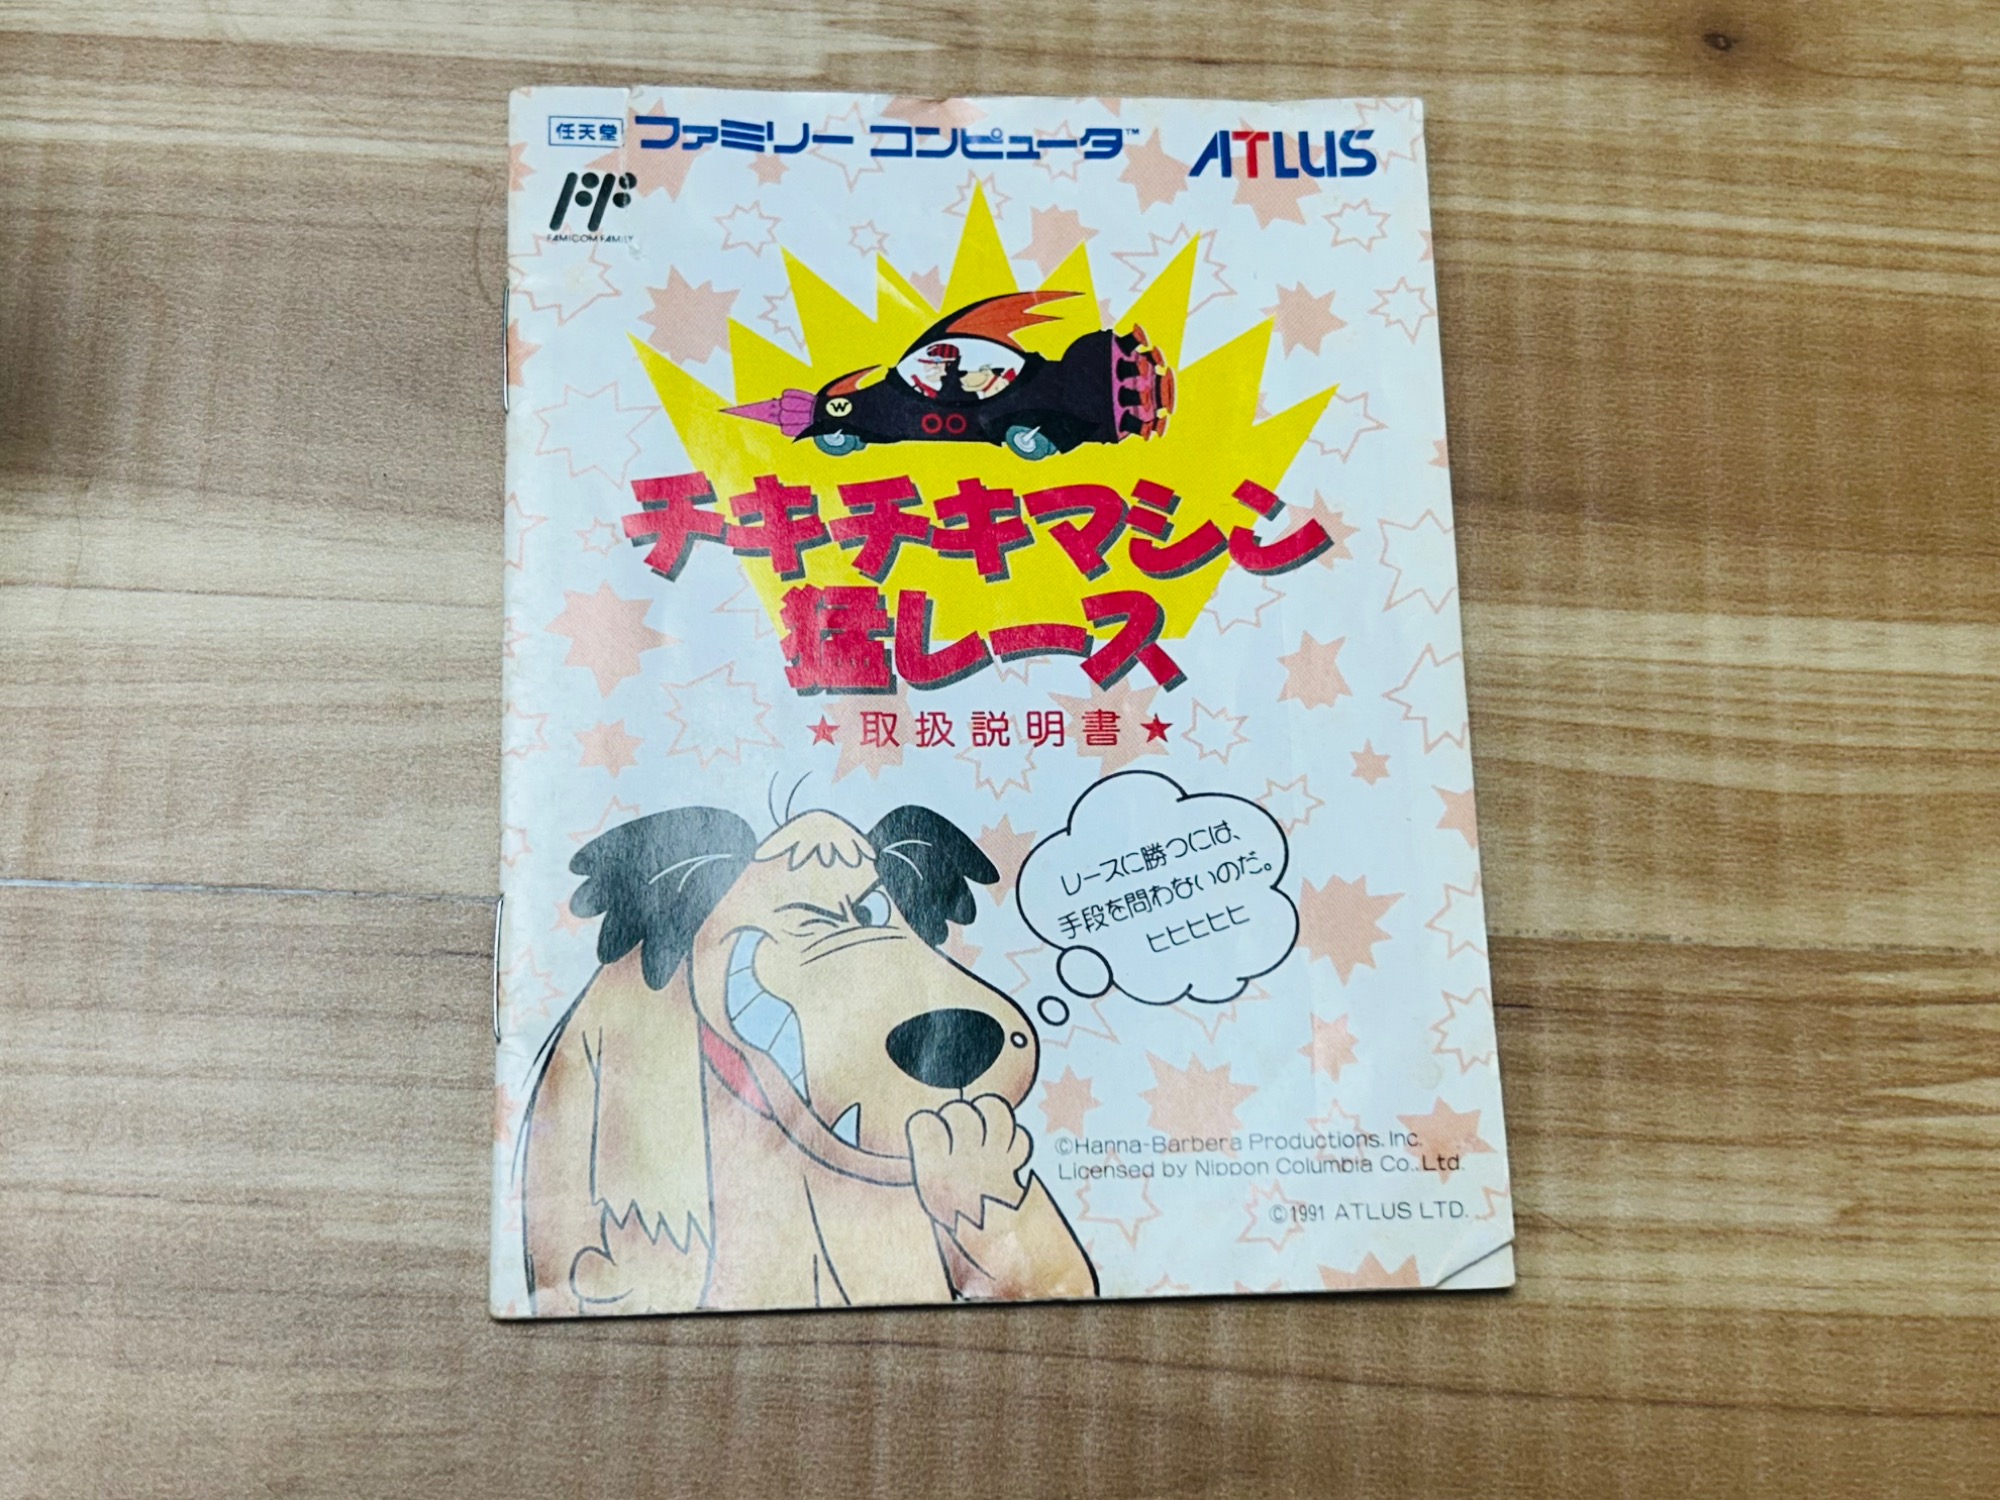 任天堂 ファミリー コンピュータ™ ATLUS
FAMICOM FAMILY
W
00
チキチキマシン
猛レース
★取扱説明書★
レースに勝つには、
手段を問わないのだ。
ヒヒヒヒヒ
©Hanna-Barbera Productions. Inc.
Licensed by Nippon Columbia Co.,Ltd.
©1991 ATLUS LTD.